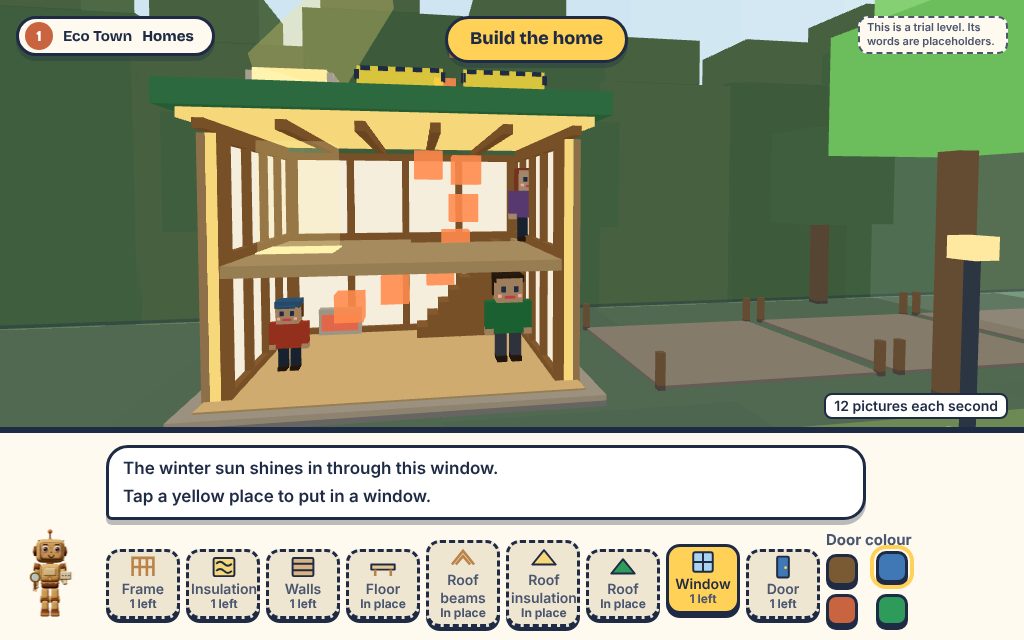 1 Eco Town Homes
Build the home
This is a trial level. Its
words are placeholders.
12 pictures each second
The winter sun shines in through this window.
Tap a yellow place to put in a window.
Frame
1 left
Insulation
1 left
Walls
1 left
Floor
In place
Roof
beams
In place
Roof
insulation
In place
Roof
In place
Window
1 left
Door
1 left
Door colour